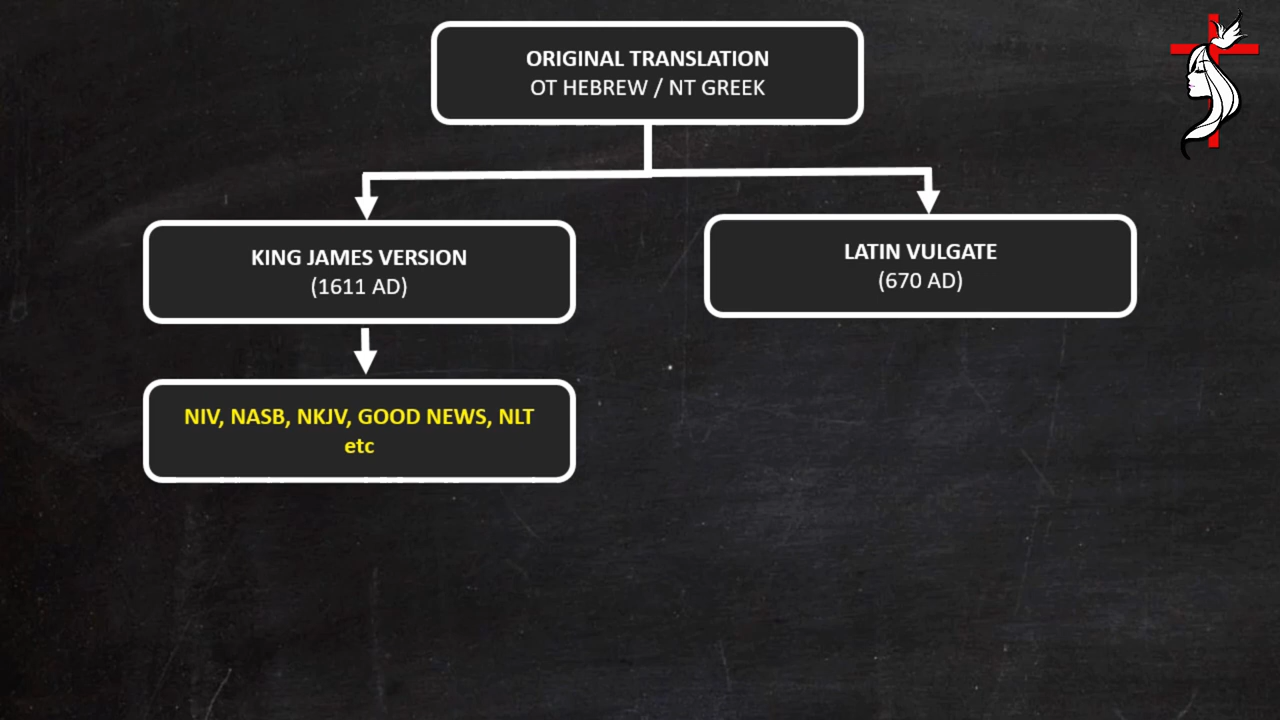 ORIGINAL TRANSLATION
OT HEBREW / NT GREEK
KING JAMES VERSION
(1611 AD)
LATIN VULGATE
(670 AD)
NIV, NASB, NKJV, GOOD NEWS, NLT
etc